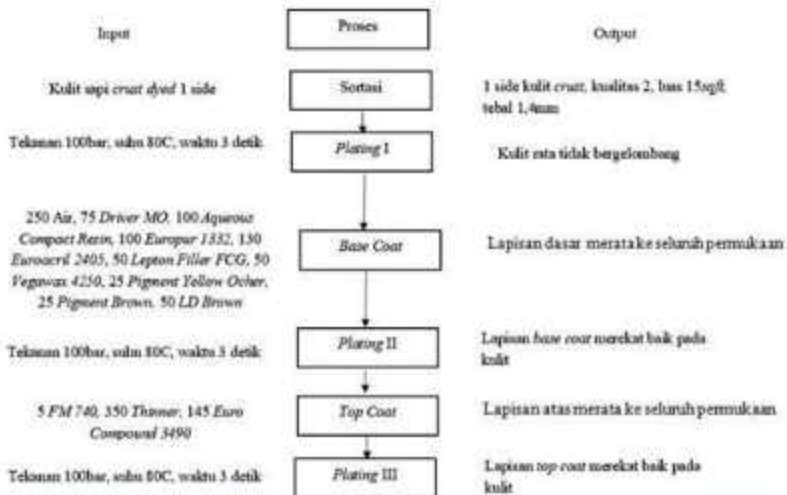 Input
Proses
Output
Kulit sapi crust dyed 1 side
Sortasi
1 side kulit crust, kualitas 2, luas 15sqft,
tebal 1,4mm
Tekanan 100bar, suhu 80C, waktu 3 detik
Plating I
Kulit rata tidak bergelombang
250 Air, 75 Driver MO, 100 Aqueous
Compact Resin, 100 Europur 1332, 130
Euroacril 2405, 50 Lepton Filler FCG, 50
Vegawax 4250, 25 Pigment Yellow Ocher,
25 Pigment Brown, 50 LD Brown
Base Coat
Lapisan dasar merata ke seluruh permukaan
Tekanan 100bar, suhu 80C, waktu 3 detik
Plating II
Lapisan base coat merekat baik pada
kulit
5 FM 740, 350 Thinner, 145 Euro
Compound 3490
Top Coat
Lapisan atas merata ke seluruh permukaan
Tekanan 100bar, suhu 80C, waktu 3 detik
Plating III
Lapisan top coat merekat baik pada
kulit